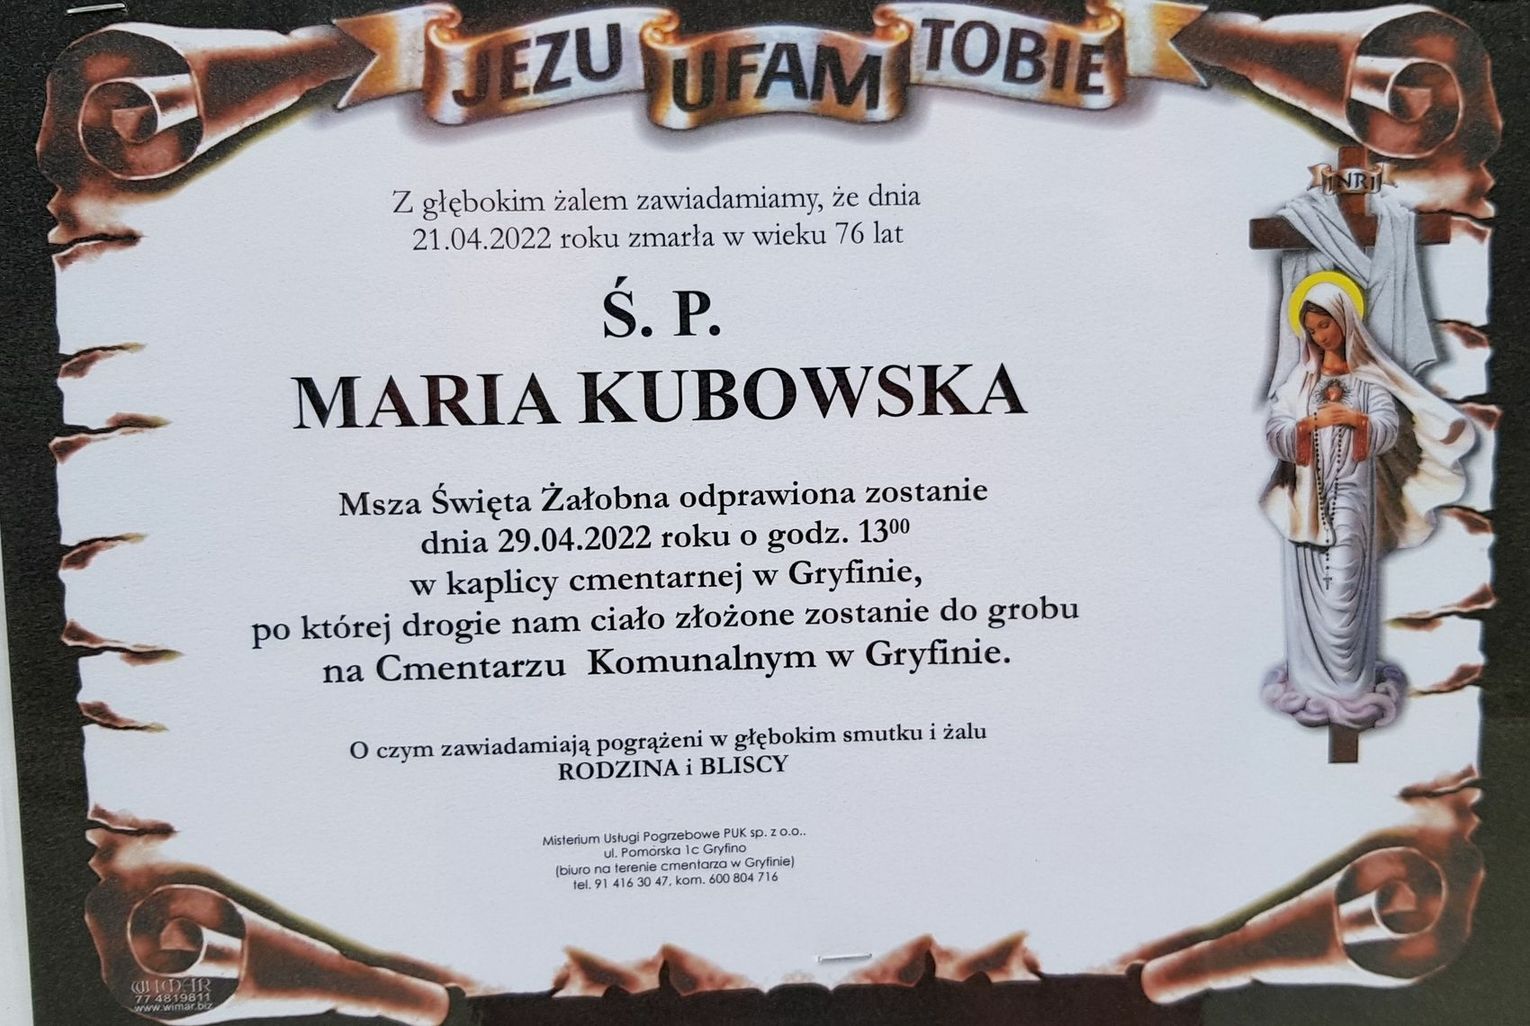 JEZU UFAM TOBIE
INRI
Z głębokim żalem zawiadamiamy, że dnia
21.04.2022 roku zmarła w wieku 76 lat
Ś. P.
MARIA KUBOWSKA
Msza Święta Żałobna odprawiona zostanie
dnia 29.04.2022 roku o godz. 13⁰⁰
w kaplicy cmentarnej w Gryfinie,
po której drogie nam ciało złożone zostanie do grobu
na Cmentarzu Komunalnym w Gryfinie.
O czym zawiadamiają pogrążeni w głębokim smutku i żalu
RODZINA i BLISCY
Misterium Usługi Pogrzebowe PUK sp. z o.o..
ul. Pomorska 1c Gryfino
(biuro na terenie cmentarza w Gryfinie)
tel. 91 416 30 47, kom. 600 804 716
WIMAR
77 4819811
www.wimar.biz